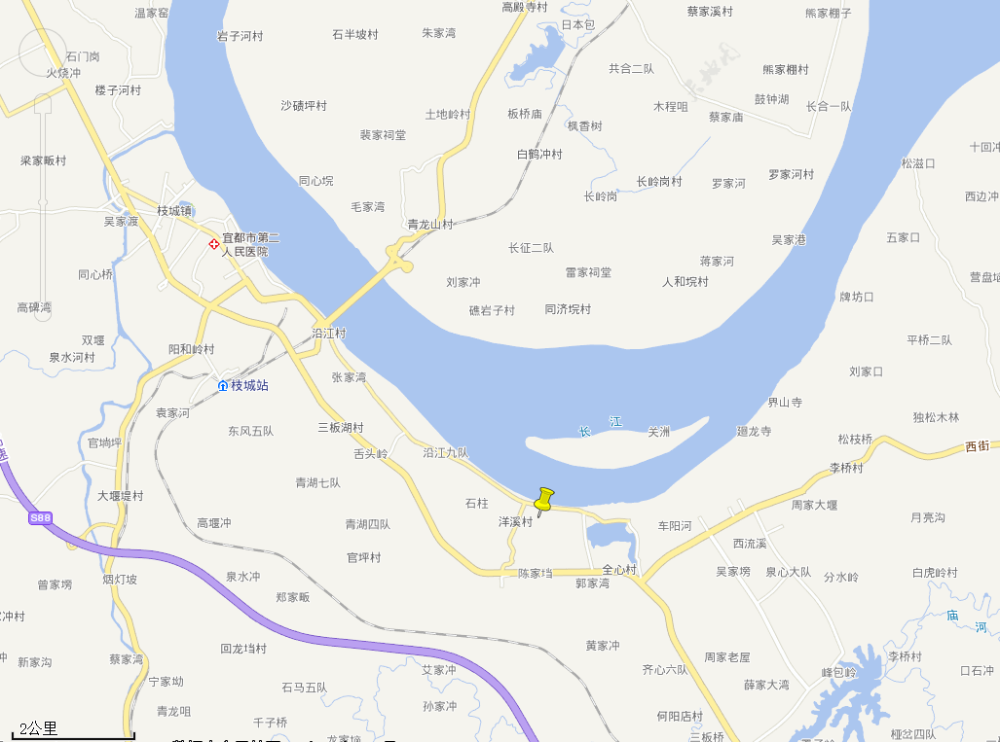 温家窑
高殿寺村
蔡家溪村
熊家棚子
岩子河村
石半坡村
朱家湾
日本包
石门岗
火烧冲
共合二队
熊家棚村
楼子河村
沙碛坪村
土地岭村
板桥庙
木程咀
鼓钟湖
长合一队
蔡家庙
裴家祠堂
枫香树
十回冲
梁家畈村
白鹤冲村
松滋口
同心垸
长岭岗村
罗家河
罗家河村
长岭岗
西边冲
枝城镇
毛家湾
吴家渡
青龙山村
宜都市第二
人民医院
长征二队
吴家港
五家口
同心桥
刘家冲
雷家祠堂
蒋家河
人和垸村
营盘垴
高碑湾
礁岩子村
同济垸村
牌坊口
双堰
沿江村
平桥二队
泉水河村
阳和岭村
张家湾
刘家口
枝城站
界山寺
袁家河
长 江
关洲
独松木林
东风五队
三板湖村
廻龙寺
松枝桥
官垴坪
舌头岭
沿江九队
西街
李桥村
青湖七队
大堰堤村
石柱
周家大堰
S88
高堰冲
青湖四队
洋溪村
车阳河
月亮沟
官坪村
西流溪
烟灯坡
泉水冲
陈家垱
全心村
吴家塝
泉心大队
分水岭
白虎岭村
曾家塝
郭家湾
郑家畈
冲村
庙 河
回龙垱村
黄家冲
新家沟
蔡家湾
周家老屋
李桥村
艾家冲
齐心六队
峰包岭
口石冲
宁家坳
石马五队
薛家大湾
青龙咀
孙家冲
何阳店村
千子桥
桠岔四队
2公里
龙家垴
三板桥